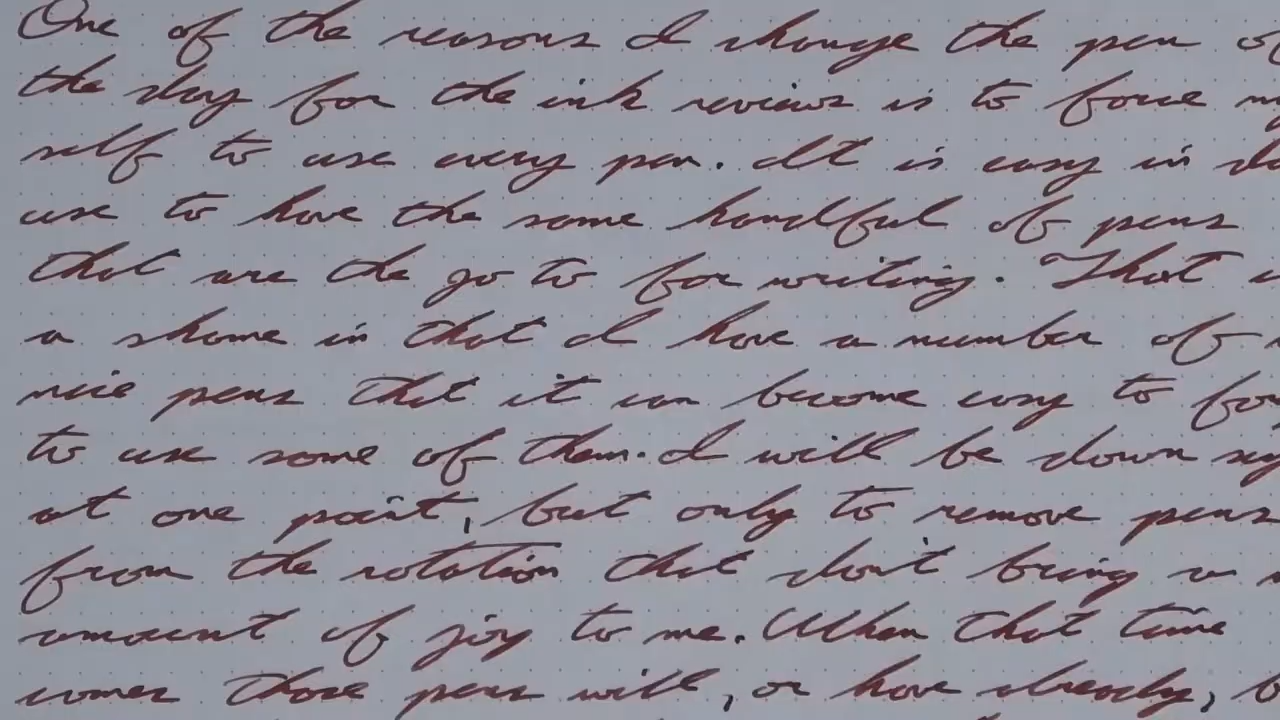 One of the reasons I change the pen of
the day for the ink reviews is to force my
self to use every pen. It is easy in
use to have the same handful of pens
that are the go to for writing. That
a shame in that I have a number of
nice pens that it can become easy to
to use some of them. I will be down
at one point, but only to remove pens
from the rotation that don't bring a
amount of joy to me. When that time
comes those pens will, or have already,